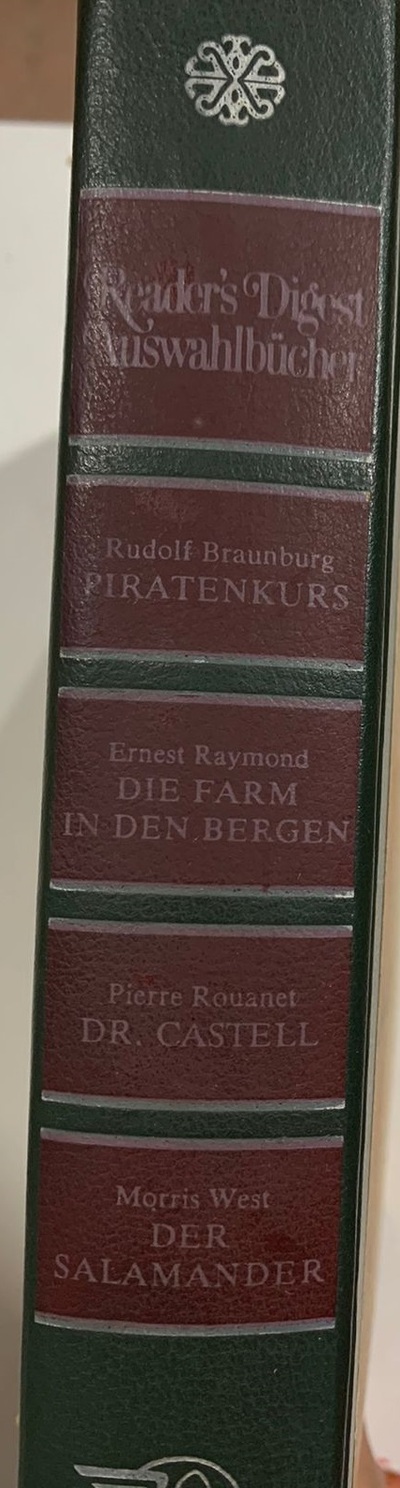 Reader's Digest
Auswahlbücher
Rudolf Braunburg
PIRATENKURS
Ernest Raymond
DIE FARM
IN DEN BERGEN
Pierre Rouanet
DR. CASTELL
Morris West
DER
SALAMANDER